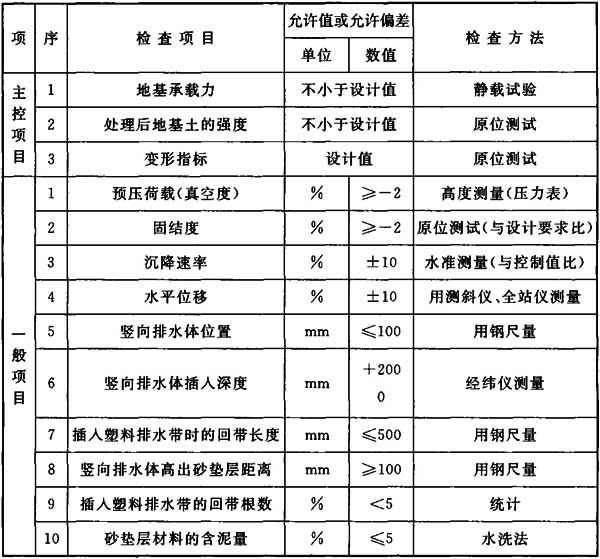 项 序 检查项目 允许值或允许偏差 检查方法
单位 数值
主控项目
1 地基承载力 不小于设计值 静载试验
2 处理后地基土的强度 不小于设计值 原位测试
3 变形指标 设计值 原位测试
一般项目
1 预压荷载(真空度) % ≥-2 高度测量(压力表)
2 固结度 % ≥-2 原位测试(与设计要求比)
3 沉降速率 % ±10 水准测量(与控制值比)
4 水平位移 % ±10 用测斜仪、全站仪测量
5 竖向排水体位置 mm ≤100 用钢尺量
6 竖向排水体插入深度 mm +200 经纬仪测量
0
7 插入塑料排水带时的回带长度 mm ≤500 用钢尺量
8 竖向排水体高出砂垫层距离 mm ≥100 用钢尺量
9 插入塑料排水带的回带根数 % <5 统计
10 砂垫层材料的含泥量 % ≤5 水洗法